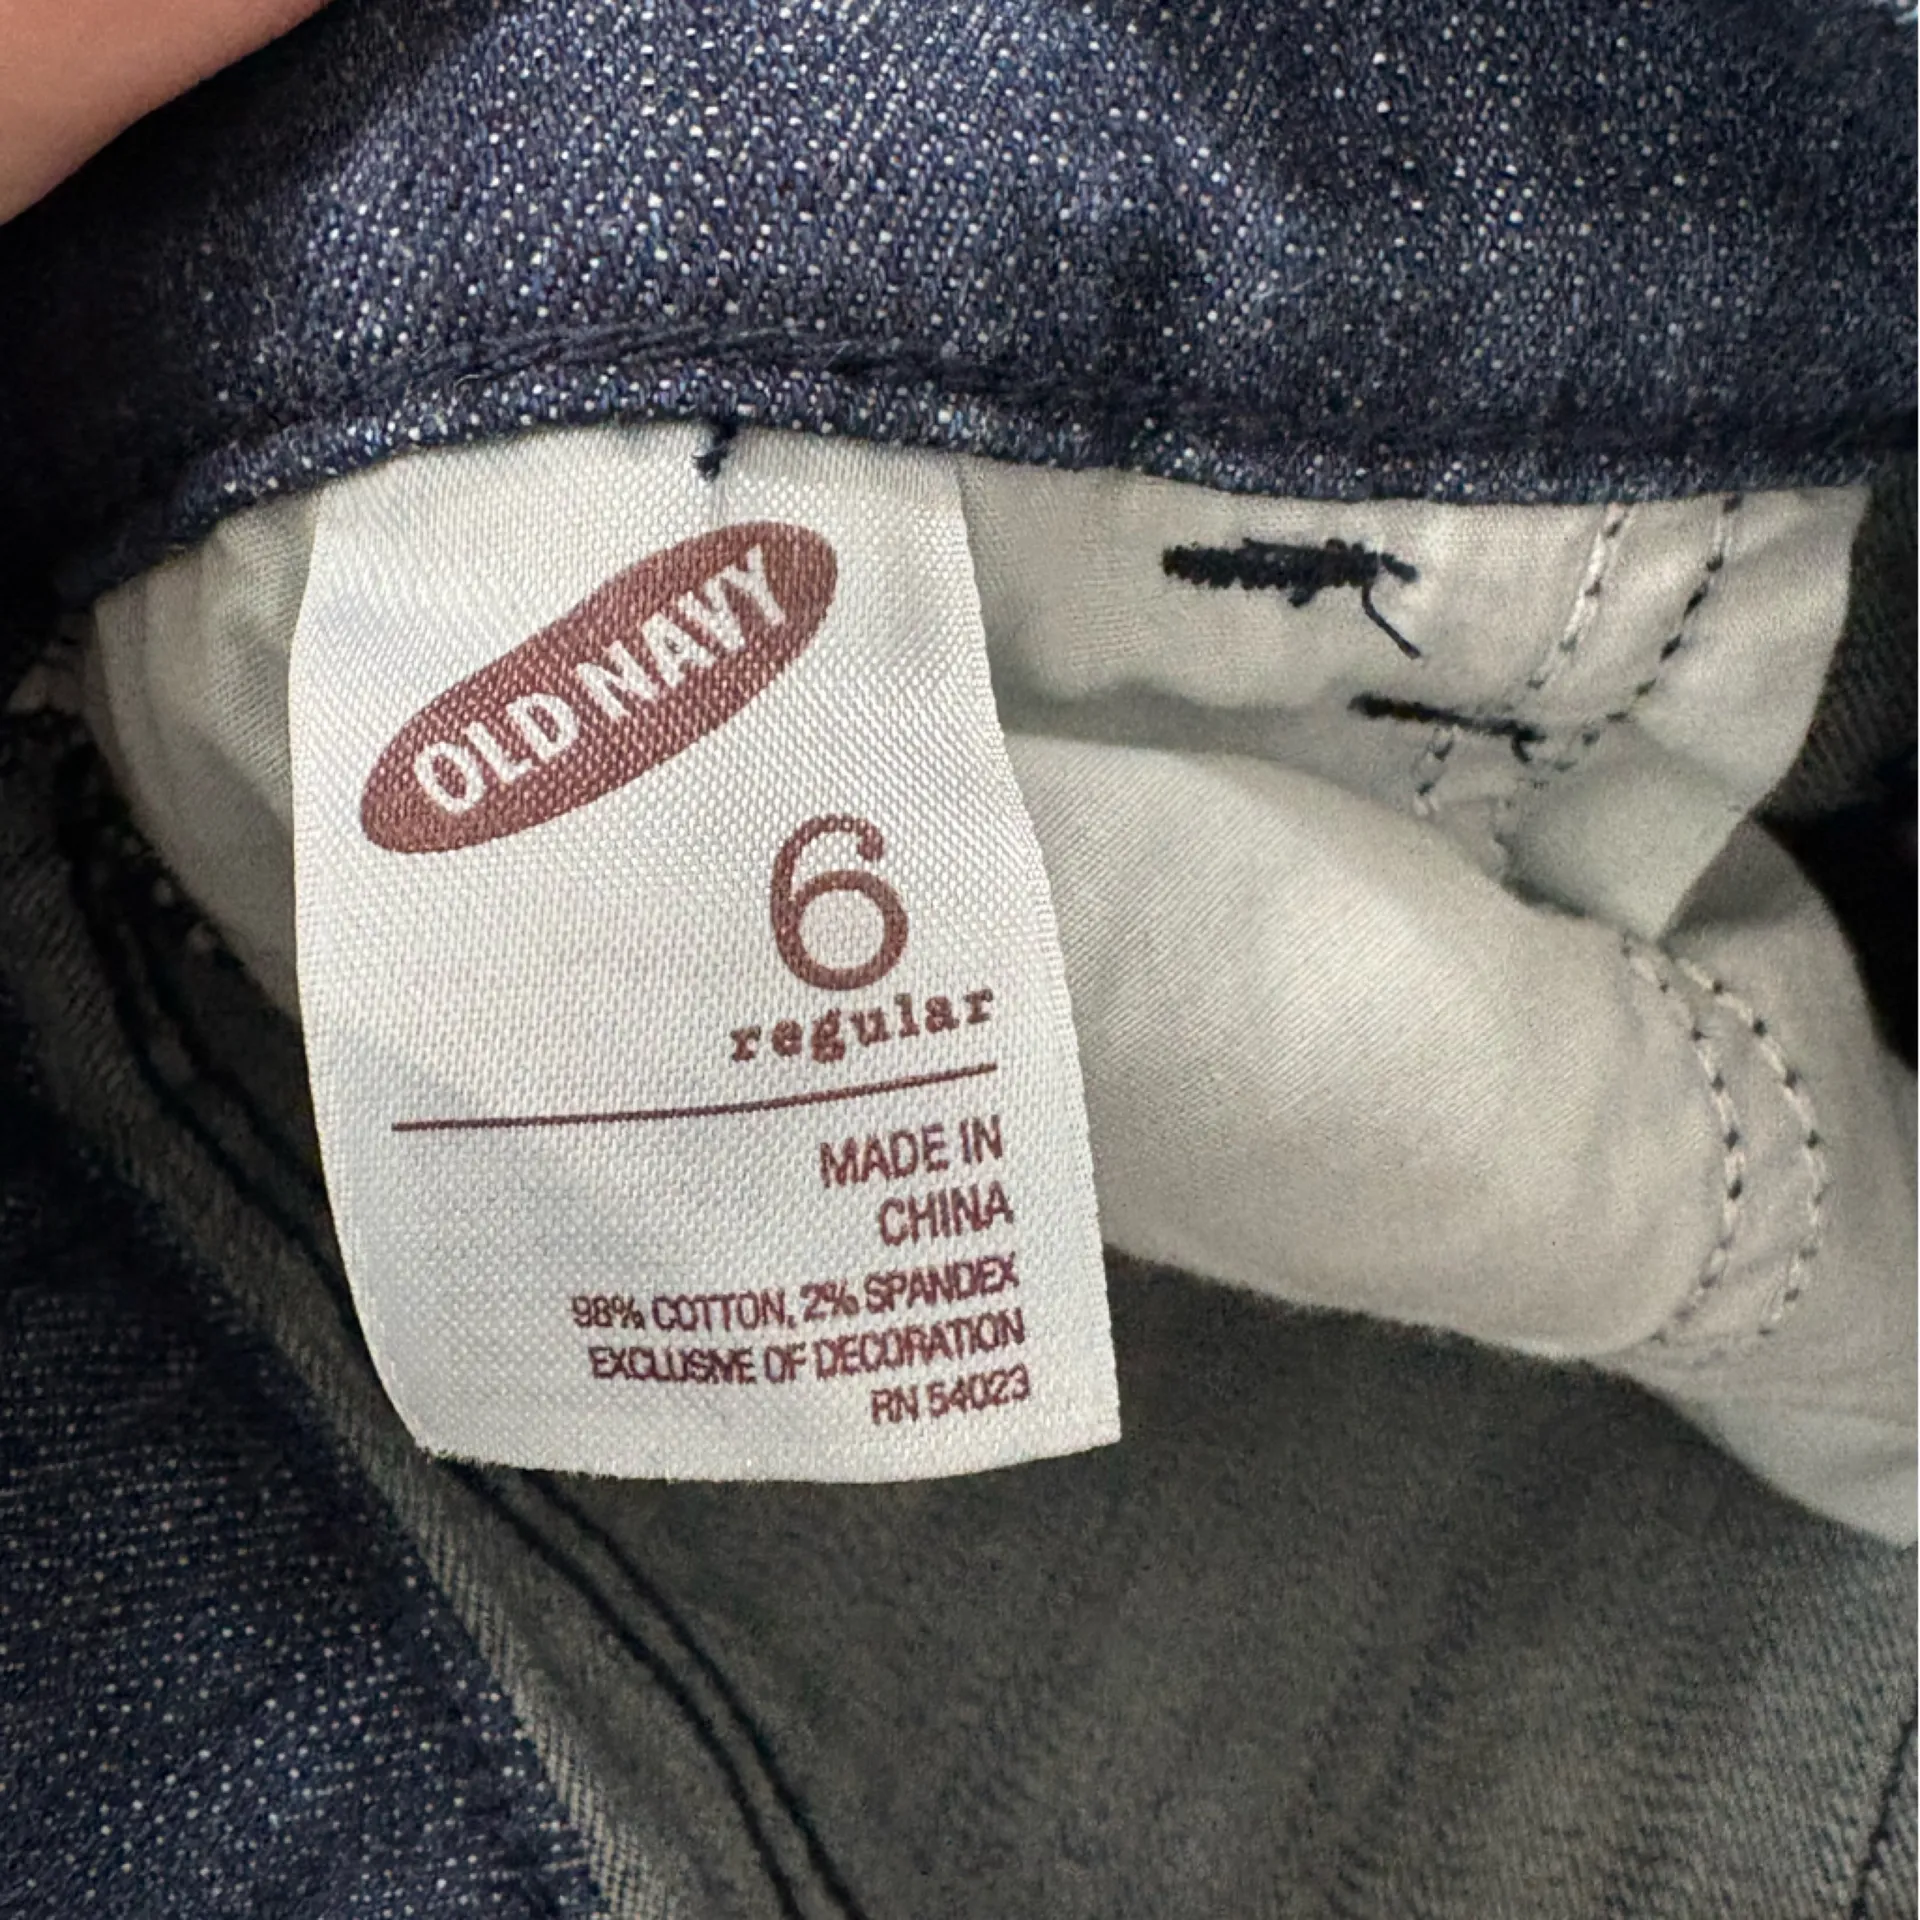 OLD NAVY
6
regular
MADE IN
CHINA
98% COTTON, 2% SPANDEX
EXCLUSIVE OF DECORATION
RN 54023